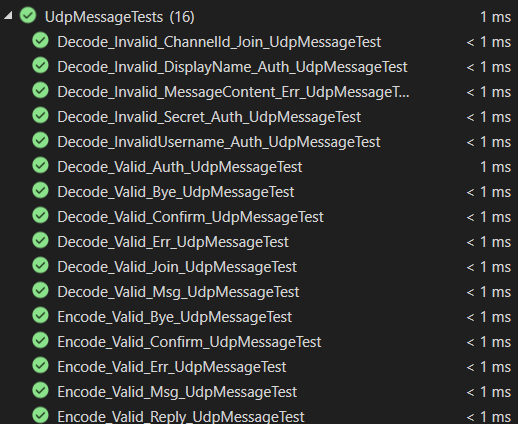 UdpMessageTests (16) 1 ms
Decode_Invalid_ChannelId_Join_UdpMessageTest < 1 ms
Decode_Invalid_DisplayName_Auth_UdpMessageTest < 1 ms
Decode_Invalid_MessageContent_Err_UdpMessageT... < 1 ms
Decode_Invalid_Secret_Auth_UdpMessageTest < 1 ms
Decode_InvalidUsername_Auth_UdpMessageTest < 1 ms
Decode_Valid_Auth_UdpMessageTest 1 ms
Decode_Valid_Bye_UdpMessageTest < 1 ms
Decode_Valid_Confirm_UdpMessageTest < 1 ms
Decode_Valid_Err_UdpMessageTest < 1 ms
Decode_Valid_Join_UdpMessageTest < 1 ms
Decode_Valid_Msg_UdpMessageTest < 1 ms
Encode_Valid_Bye_UdpMessageTest < 1 ms
Encode_Valid_Confirm_UdpMessageTest < 1 ms
Encode_Valid_Err_UdpMessageTest < 1 ms
Encode_Valid_Msg_UdpMessageTest < 1 ms
Encode_Valid_Reply_UdpMessageTest < 1 ms